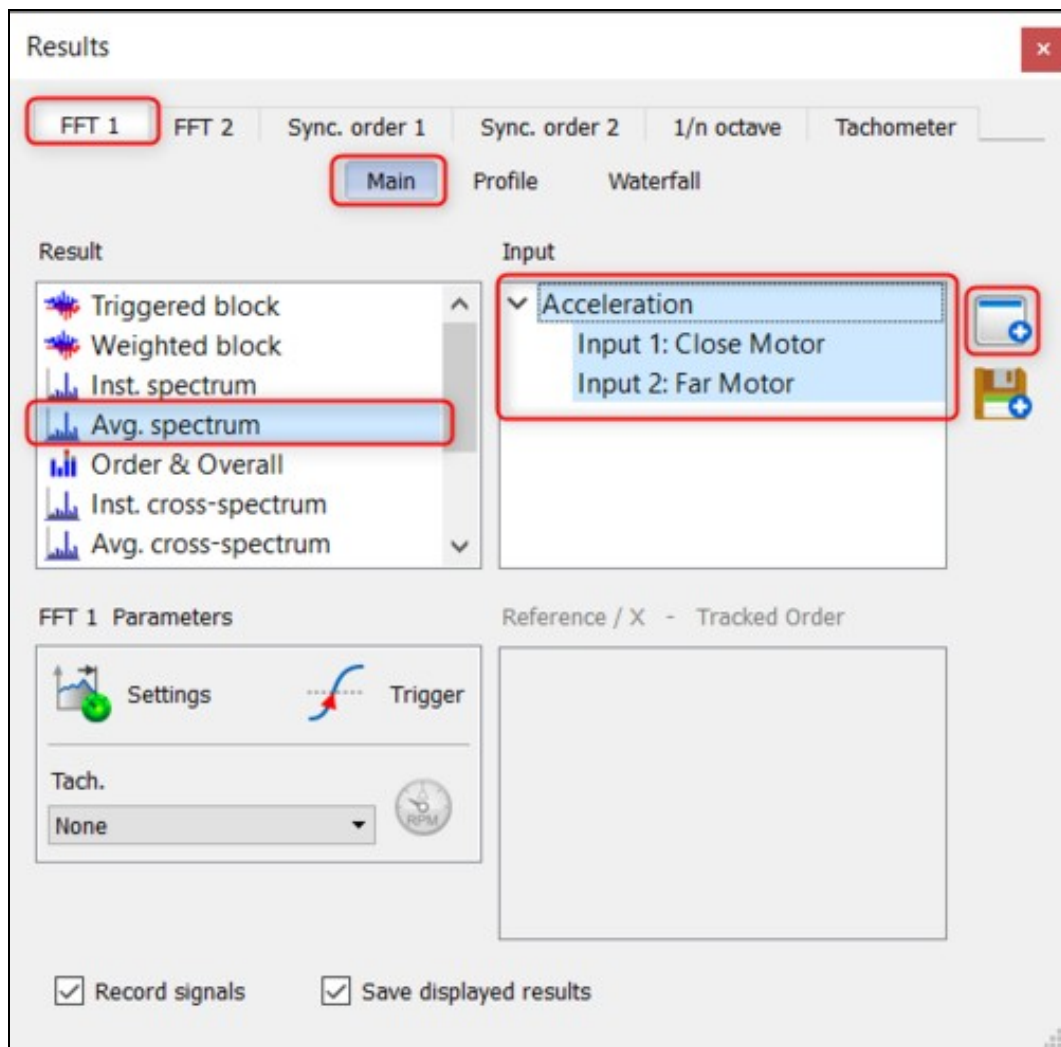 Results
FFT 1 FFT 2 Sync. order 1 Sync. order 2 1/n octave Tachometer
Main Profile Waterfall
Result
Triggered block
Weighted block
Inst. spectrum
Avg. spectrum
Order & Overall
Inst. cross-spectrum
Avg. cross-spectrum
Input
Acceleration
Input 1: Close Motor
Input 2: Far Motor
FFT 1 Parameters
Settings Trigger
Tach.
None
RPM
Reference / X - Tracked Order
Record signals Save displayed results